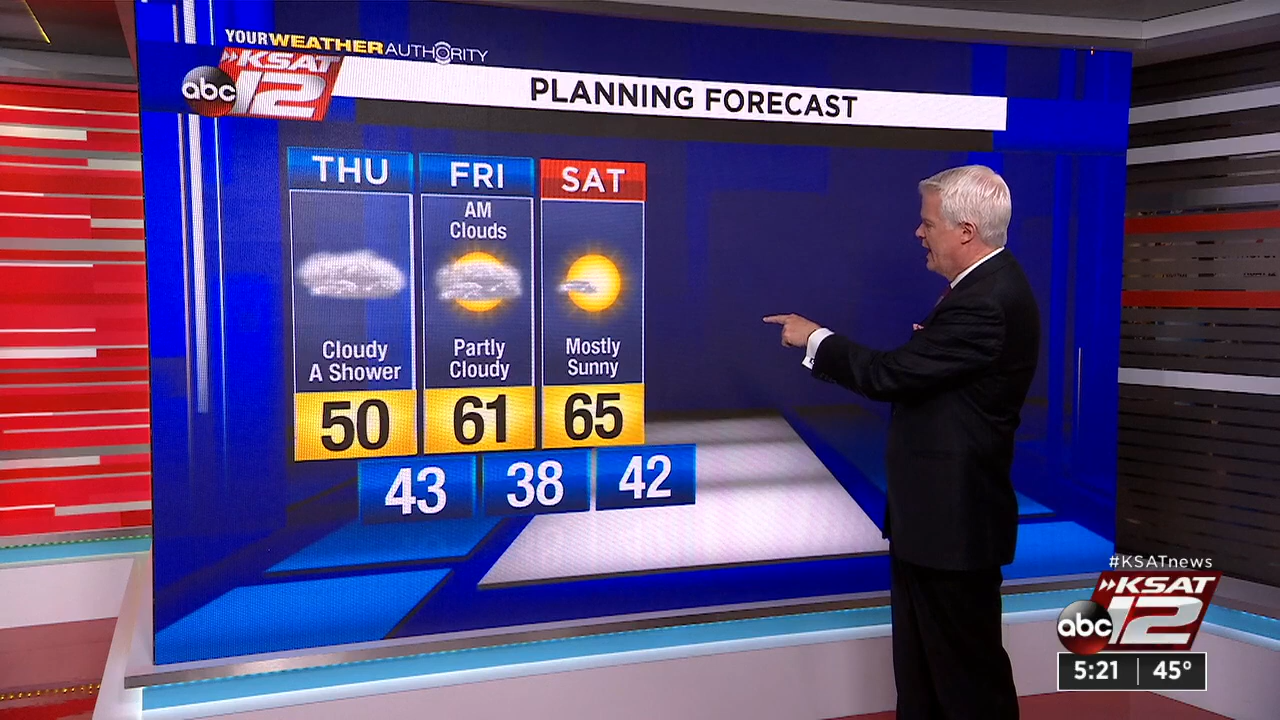 YOURWEATHERAUTHORITY
»KSAT
abc 12
PLANNING FORECAST
THU
FRI
SAT
AM
Clouds
Cloudy
A Shower
Partly
Cloudy
Mostly
Sunny
50
61
65
43
38
42
#KSATnews
»KSAT
abc 12
5:21 45°